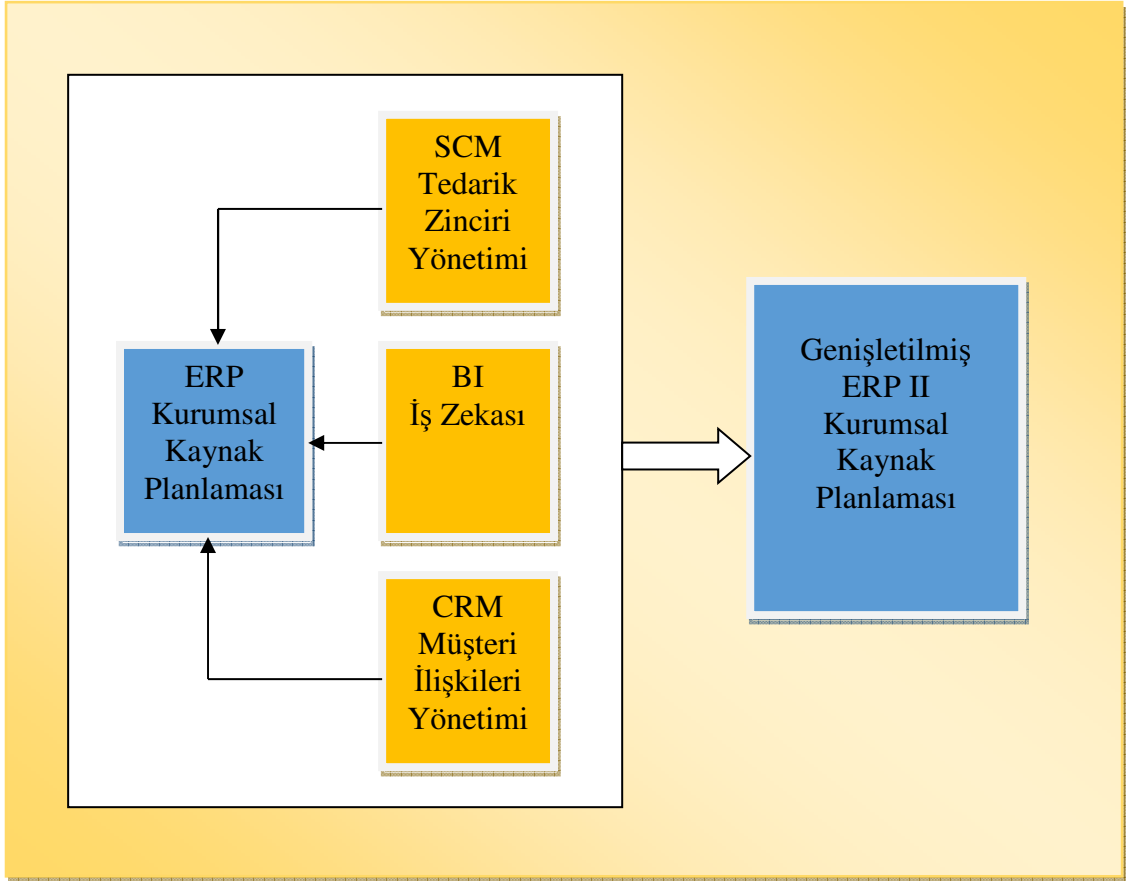 SCM
Tedarik
Zinciri
Yönetimi
ERP
Kurumsal
Kaynak
Planlaması
BI
İş Zekası
CRM
Müşteri
İlişkileri
Yönetimi
Genişletilmiş
ERP II
Kurumsal
Kaynak
Planlaması